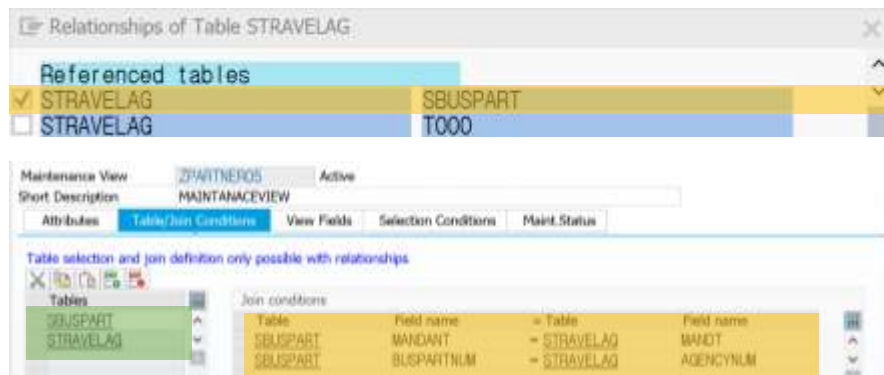 Relationships of Table STRAVELAG
Referenced tables
STRAVELAG SBUSPART
STRAVELAG T000
Maintenance View ZPARTNER05 Active
Short Description MAINTANACEVIEW
Attributes Table/Join Conditions View Fields Selection Conditions Maint.Status
Table selection and join definition only possible with relationships
Tables Join conditions
Table Field name = Table Field name
SBUSPART SBUSPART MANDANT = STRAVELAG MANDT
STRAVELAG SBUSPART BUSPARTNUM = STRAVELAG AGENCYNUM